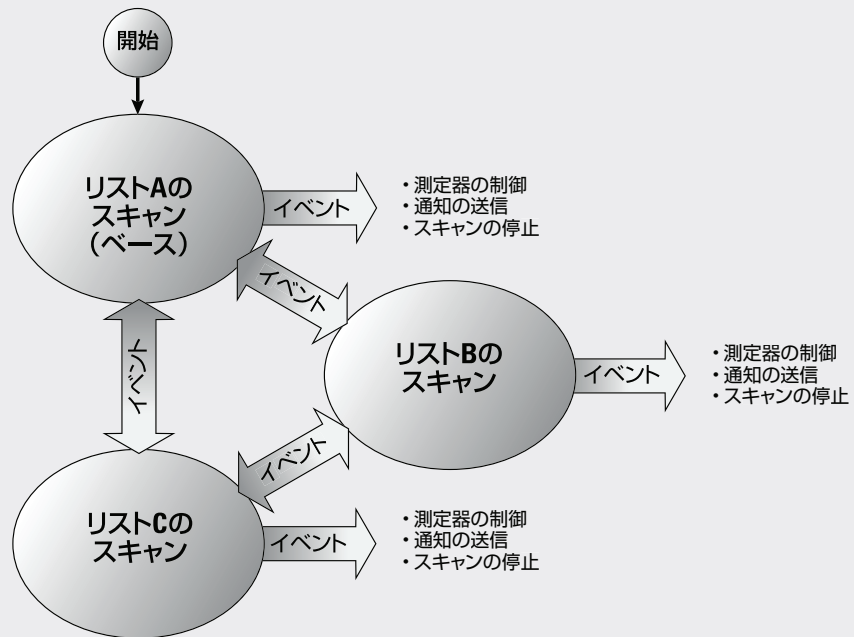 開始
リストAの
スキャン
（ベース）
イベント
・測定器の制御
・通知の送信
・スキャンの停止
イベント
イベント
リストBの
スキャン
イベント
・測定器の制御
・通知の送信
・スキャンの停止
イベント
リストCの
スキャン
イベント
・測定器の制御
・通知の送信
・スキャンの停止